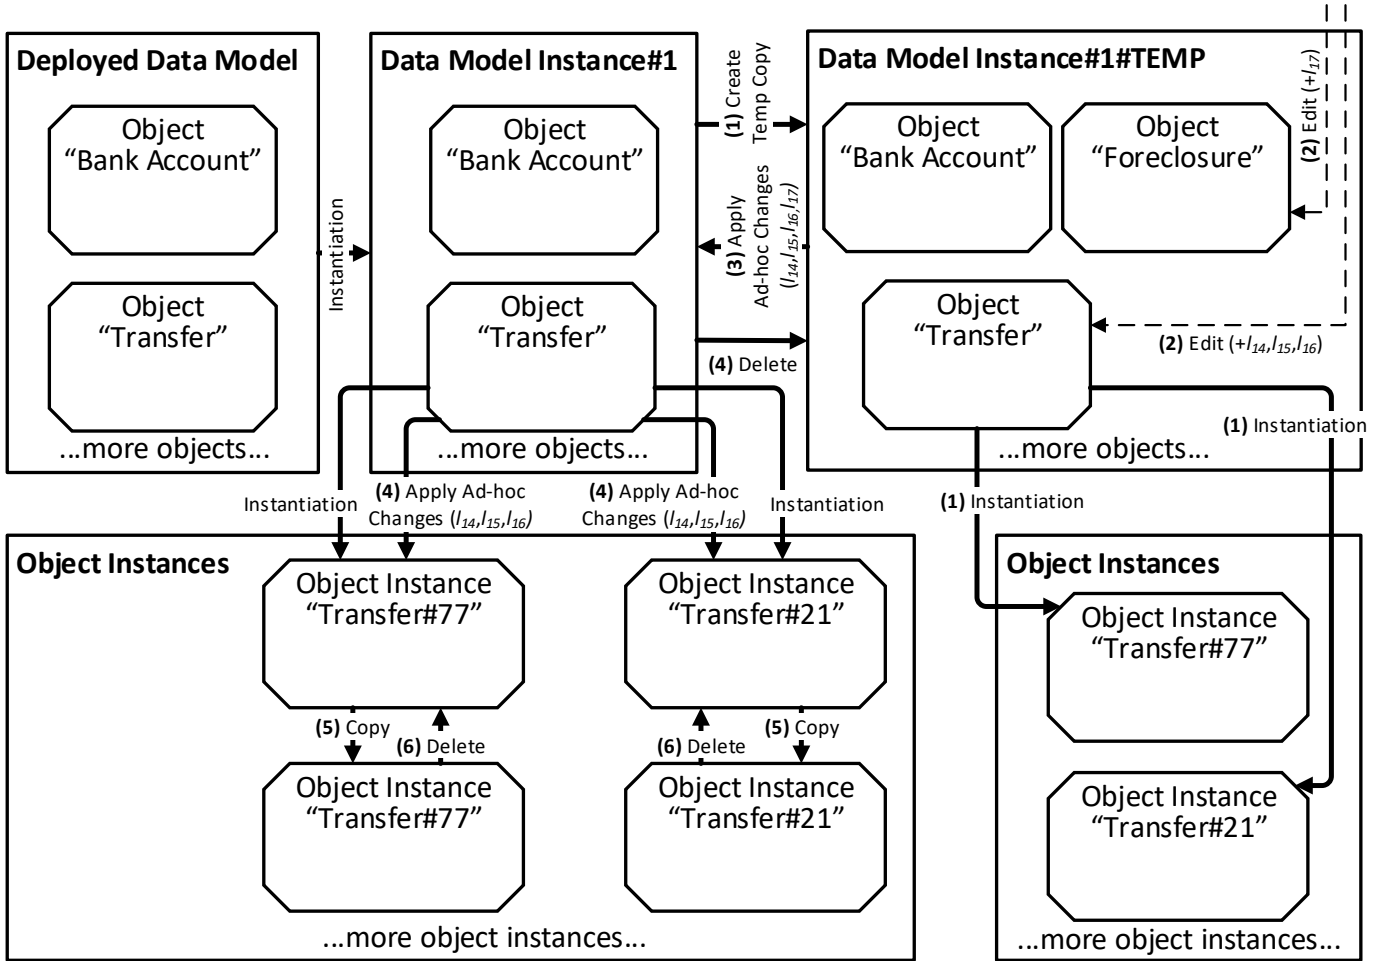 Deployed Data Model
Object
“Bank Account”
Object
“Transfer”
...more objects...
Instantiation
Data Model Instance#1
Object
“Bank Account”
Object
“Transfer”
...more objects...
(1) Create
Temp Copy
(3) Apply
Ad-hoc Changes
(l14,l15,l16,l17)
(4) Delete
Data Model Instance#1#TEMP
Object
“Bank Account”
Object
“Foreclosure”
(2) Edit (+l17)
Object
“Transfer”
(2) Edit (+l14,l15,l16)
...more objects...
(1) Instantiation
(1) Instantiation
Instantiation
(4) Apply Ad-hoc
Changes (l14,l15,l16)
(4) Apply Ad-hoc
Changes (l14,l15,l16)
Instantiation
Object Instances
Object Instance
“Transfer#77”
Object Instance
“Transfer#21”
(5) Copy
(6) Delete
(6) Delete
(5) Copy
Object Instance
“Transfer#77”
Object Instance
“Transfer#21”
...more object instances...
Object Instances
Object Instance
“Transfer#77”
Object Instance
“Transfer#21”
...more object instances...